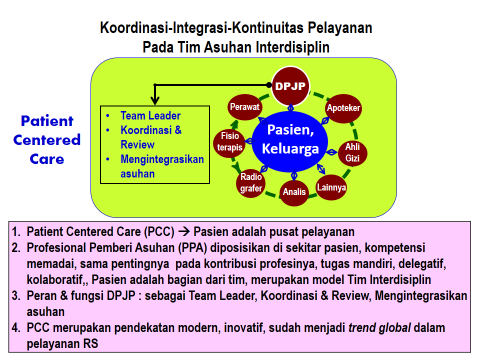 Koordinasi-Integrasi-Kontinuitas Pelayanan
Pada Tim Asuhan Interdisiplin
Patient
Centered
Care
• Team Leader
• Koordinasi &
Review
• Mengintegrasikan
asuhan
DPJP
Perawat
Apoteker
Fisio
terapis
Pasien,
Keluarga
Ahli
Gizi
Radio
grafer
Analis
Lainnya
1. Patient Centered Care (PCC) → Pasien adalah pusat pelayanan
2. Profesional Pemberi Asuhan (PPA) diposisikan di sekitar pasien, kompetensi
memadai, sama pentingnya pada kontribusi profesinya, tugas mandiri, delegatif,
kolaboratif,, Pasien adalah bagian dari tim, merupakan model Tim Interdisiplin
3. Peran & fungsi DPJP : sebagai Team Leader, Koordinasi & Review, Mengintegrasikan
asuhan
4. PCC merupakan pendekatan modern, inovatif, sudah menjadi trend global dalam
pelayanan RS